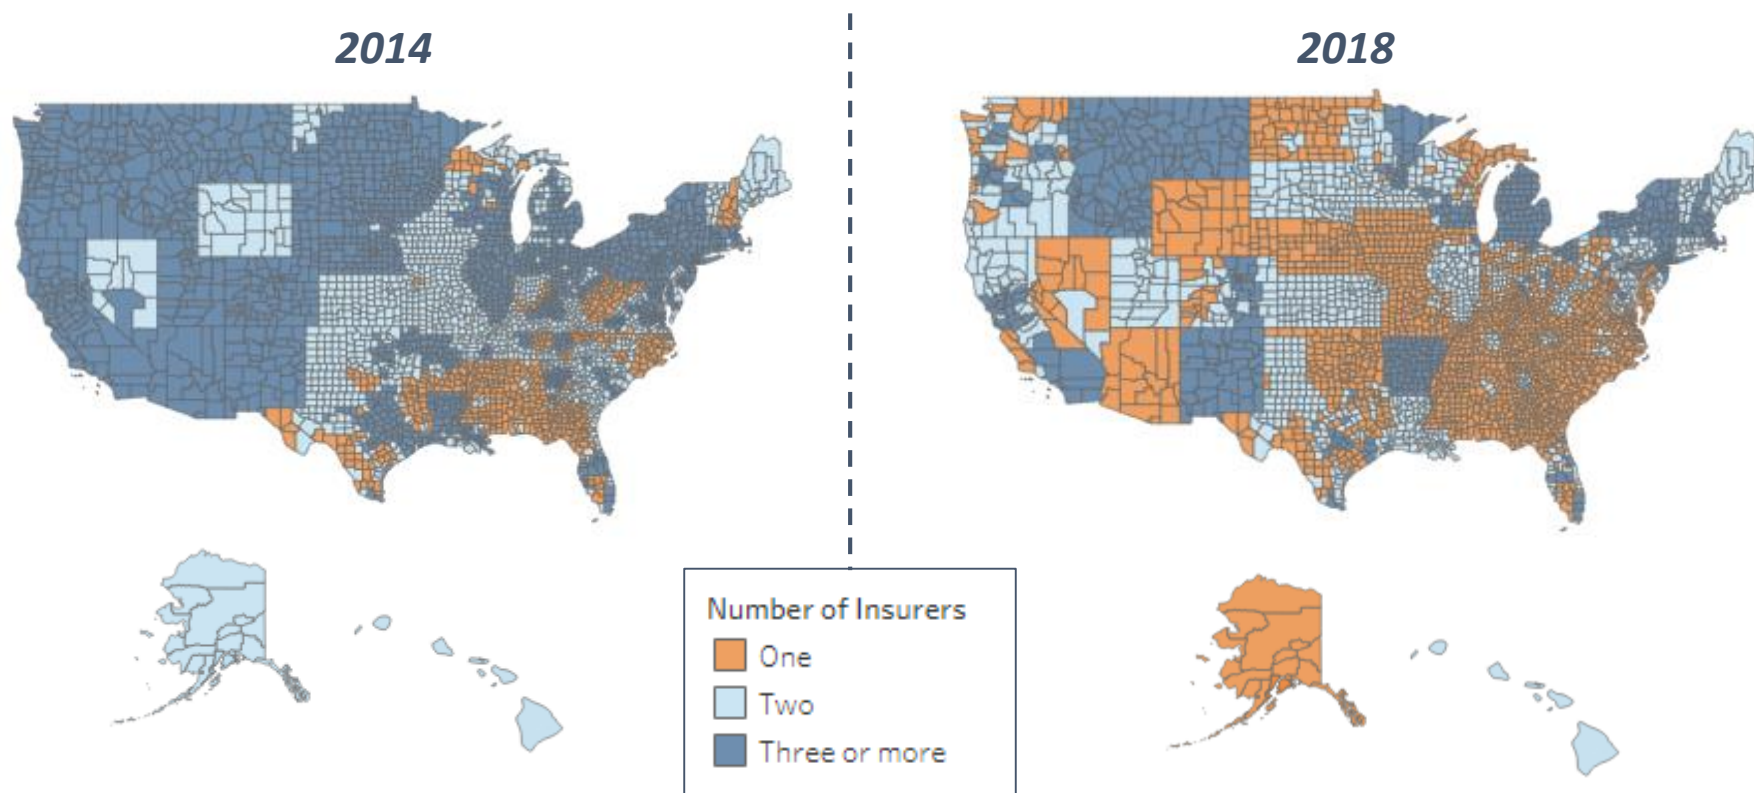 2014
2018
Number of Insurers
One
Two
Three or more